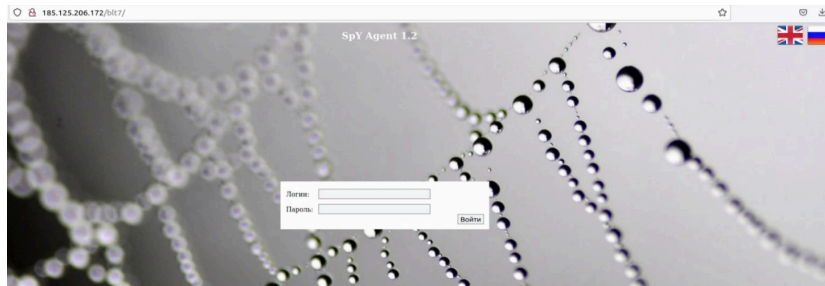 185.125.206.172/blt7/
SpY Agent 1.2
Логин:
Пароль:
Войти